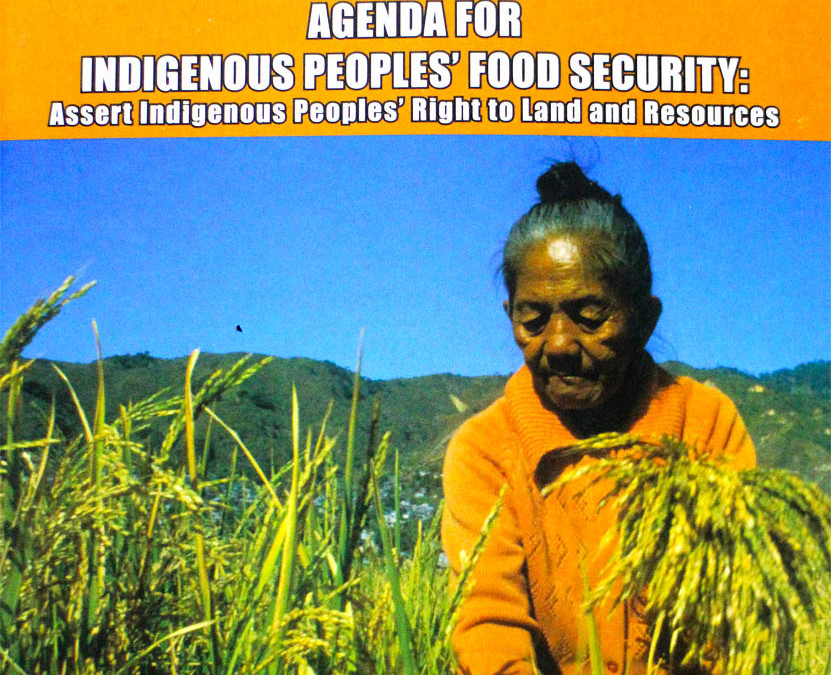 AGENDA FOR
INDIGENOUS PEOPLES' FOOD SECURITY:
Assert Indigenous Peoples' Right to Land and Resources